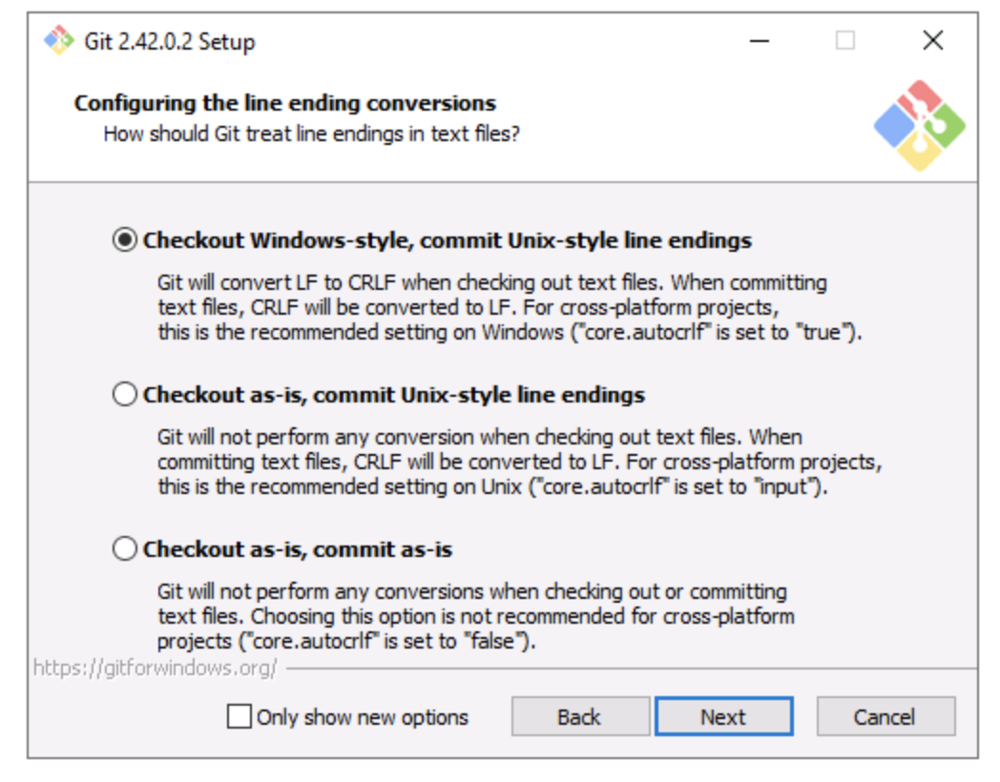 Git 2.42.0.2 Setup
Configuring the line ending conversions
How should Git treat line endings in text files?
Checkout Windows-style, commit Unix-style line endings
Git will convert LF to CRLF when checking out text files. When committing
text files, CRLF will be converted to LF. For cross-platform projects,
this is the recommended setting on Windows ("core.autocrlf" is set to "true").
Checkout as-is, commit Unix-style line endings
Git will not perform any conversion when checking out text files. When
committing text files, CRLF will be converted to LF. For cross-platform projects,
this is the recommended setting on Unix ("core.autocrlf" is set to "input").
Checkout as-is, commit as-is
Git will not perform any conversions when checking out or committing
text files. Choosing this option is not recommended for cross-platform
projects ("core.autocrlf" is set to "false").
https://gitforwindows.org/
Only show new options
Back
Next
Cancel